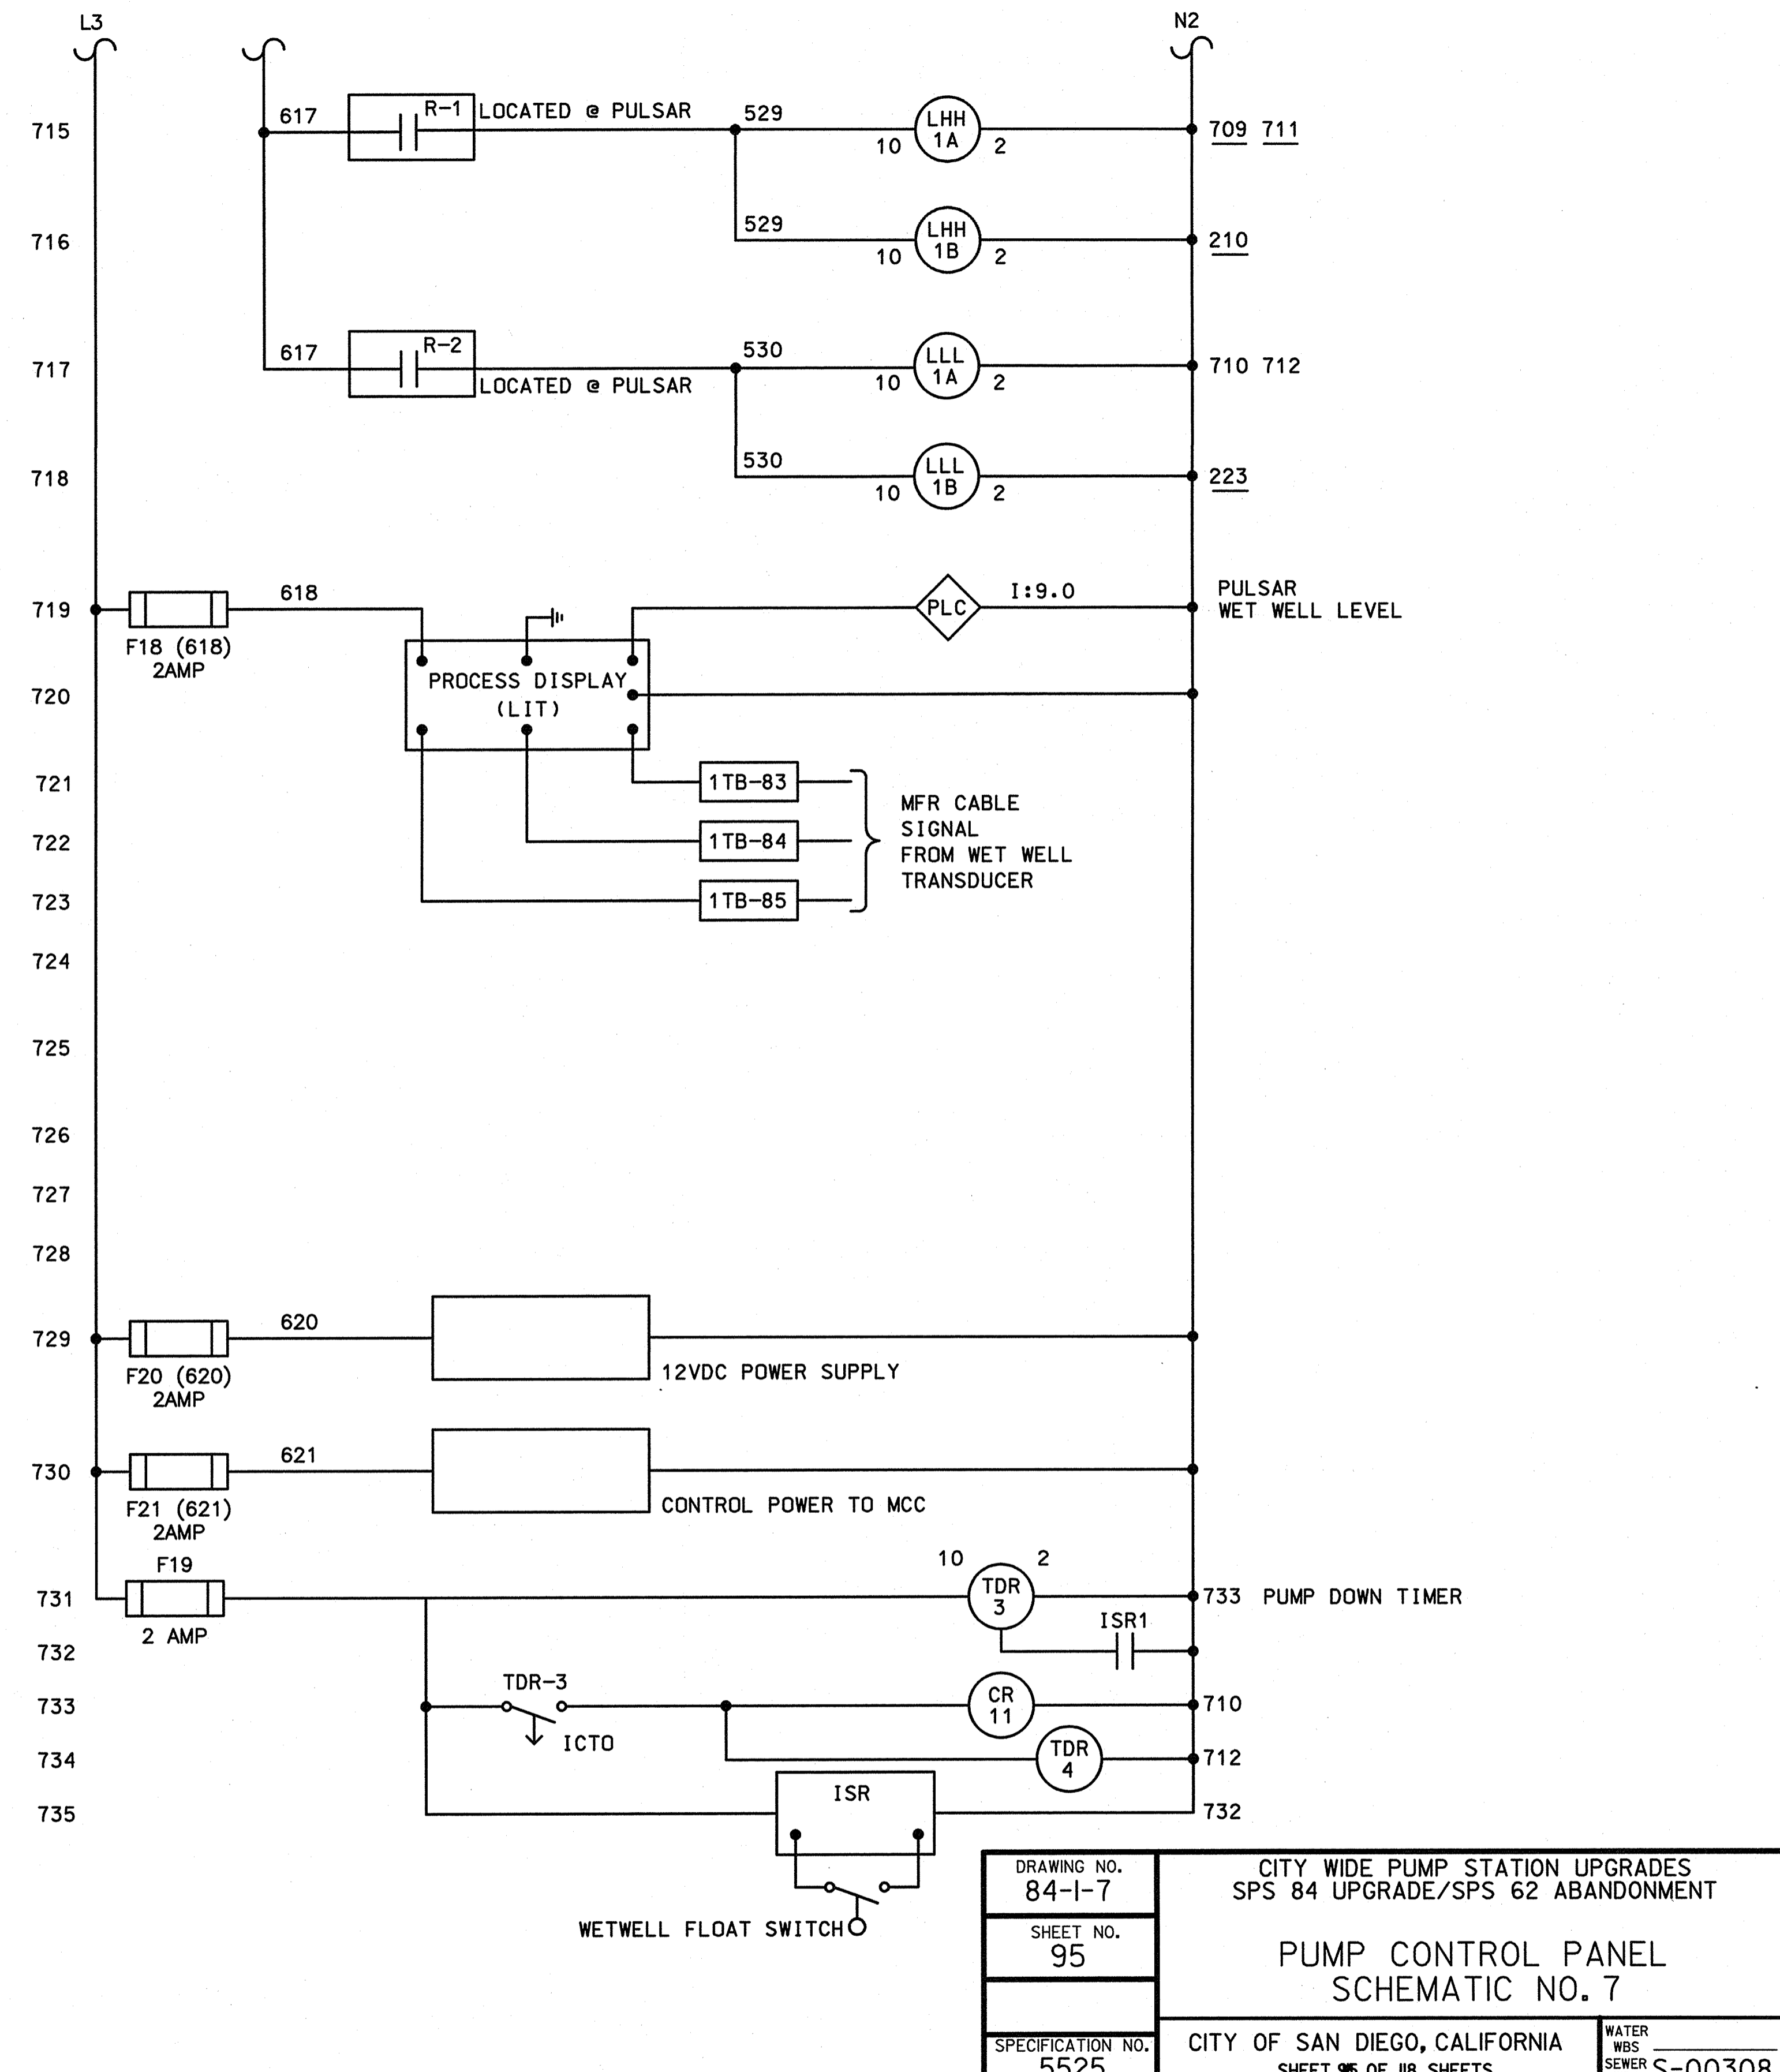 L3
N2
715
617
R-1
LOCATED @ PULSAR
529
10
LHH
1A
2
709 711
716
529
10
LHH
1B
2
210
717
617
R-2
LOCATED @ PULSAR
530
10
LLL
1A
2
710 712
718
530
10
LLL
1B
2
223
719
618
F18 (618)
2AMP
PLC
I:9.0
PULSAR
WET WELL LEVEL
720
PROCESS DISPLAY
(LIT)
721
1TB-83
722
1TB-84
723
1TB-85
MFR CABLE
SIGNAL
FROM WET WELL
TRANSDUCER
724
725
726
727
728
729
620
F20 (620)
2AMP
12VDC POWER SUPPLY
730
621
F21 (621)
2AMP
CONTROL POWER TO MCC
731
F19
2 AMP
10
TDR
3
2
733 PUMP DOWN TIMER
732
ISR1
733
TDR-3
ICTO
CR
11
710
734
TDR
4
712
735
ISR
732
WETWELL FLOAT SWITCH
DRAWING NO.
84-I-7
SHEET NO.
95
SPECIFICATION NO.
5525
CITY WIDE PUMP STATION UPGRADES
SPS 84 UPGRADE/SPS 62 ABANDONMENT
PUMP CONTROL PANEL
SCHEMATIC NO. 7
CITY OF SAN DIEGO, CALIFORNIA
SHEET 95 OF 118 SHEETS
WATER
WBS
SEWER S-00308